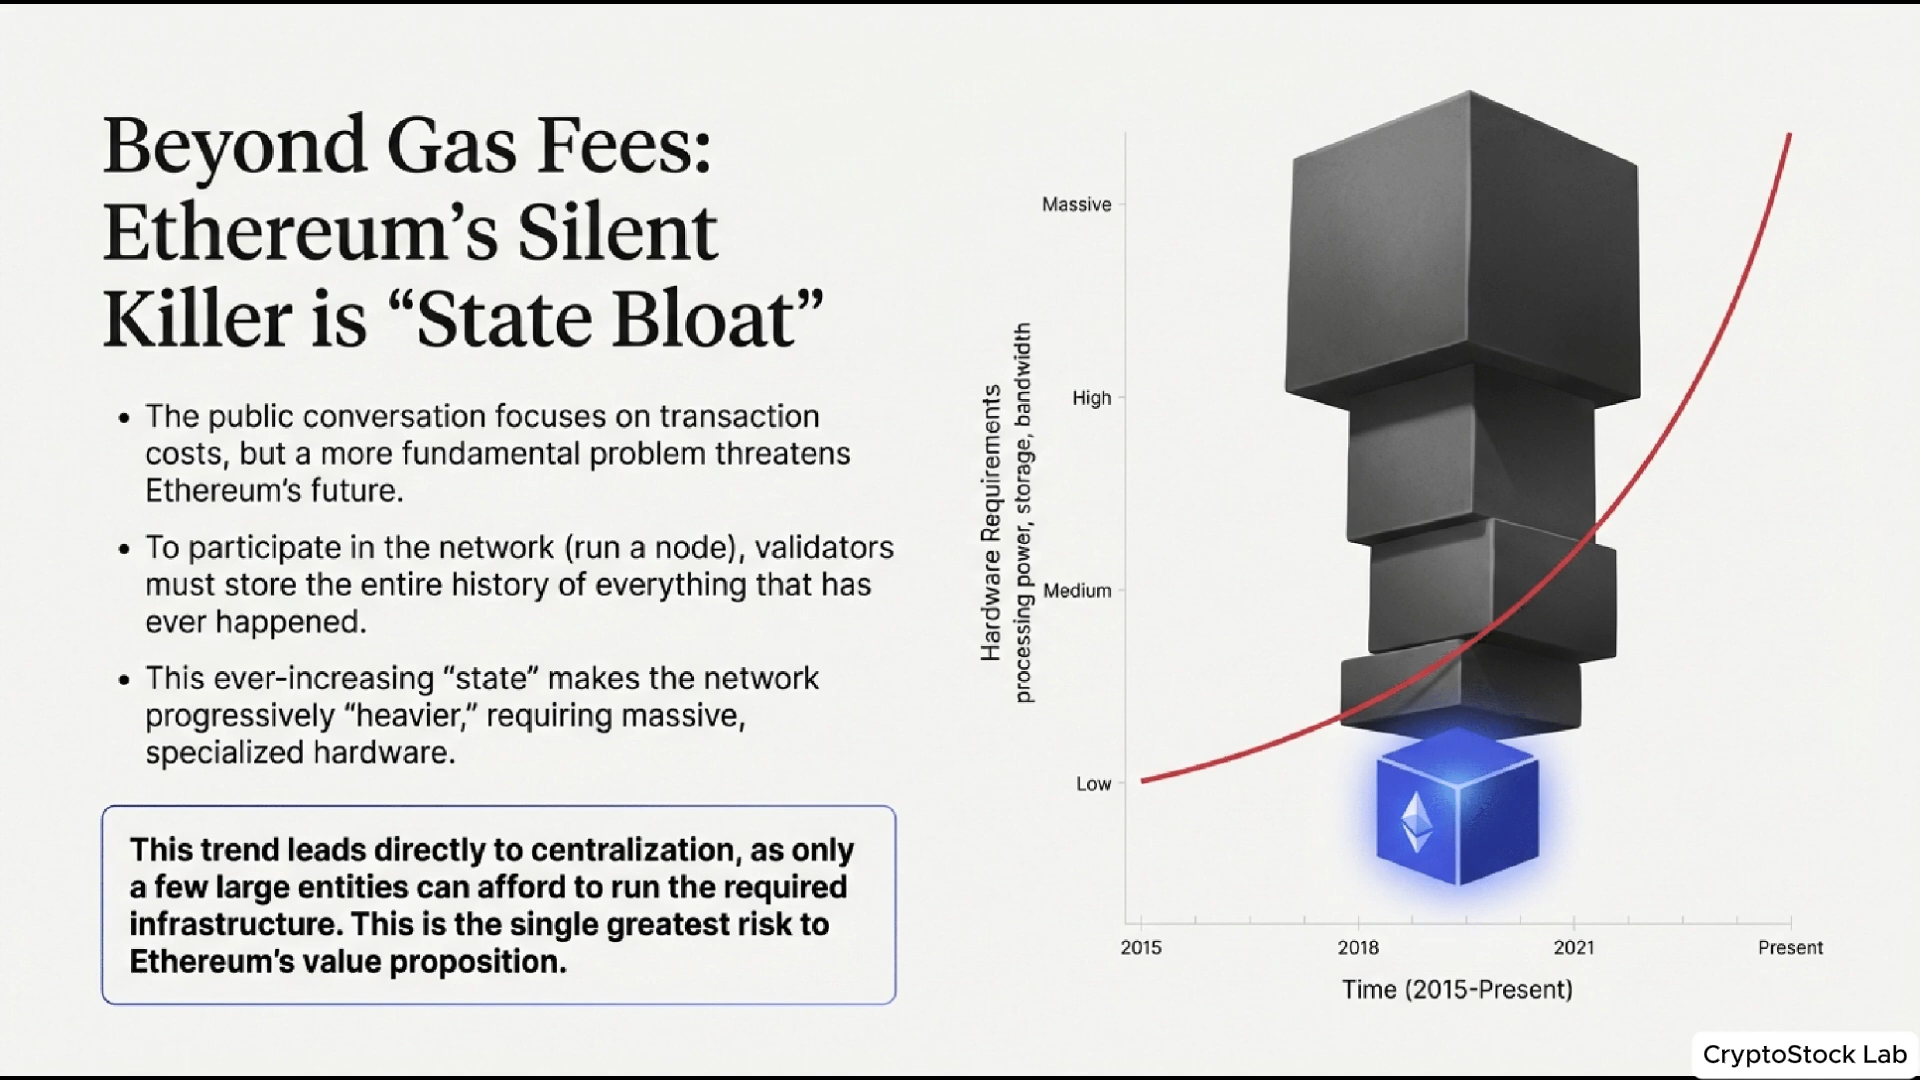 Beyond Gas Fees:
Ethereum’s Silent
Killer is “State Bloat”
• The public conversation focuses on transaction
costs, but a more fundamental problem threatens
Ethereum’s future.
• To participate in the network (run a node), validators
must store the entire history of everything that has
ever happened.
• This ever-increasing “state” makes the network
progressively “heavier,” requiring massive,
specialized hardware.
This trend leads directly to centralization, as only
a few large entities can afford to run the required
infrastructure. This is the single greatest risk to
Ethereum’s value proposition.
Hardware Requirements
processing power, storage, bandwidth
Massive
High
Medium
Low
2015 2018 2021 Present
Time (2015-Present)
CryptoStock Lab